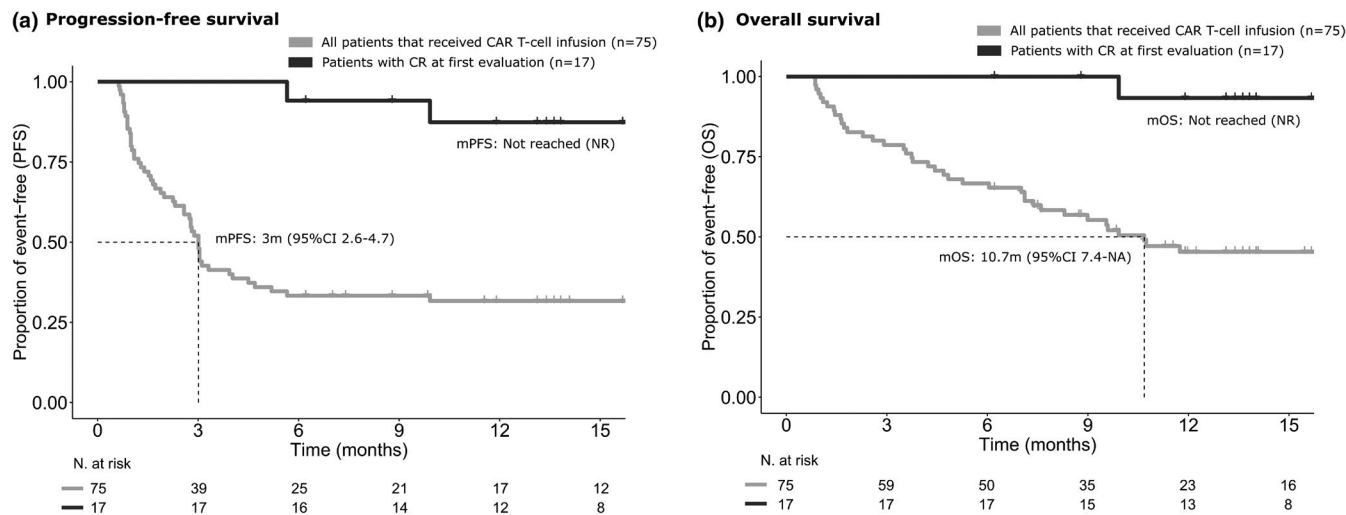 (a) Progression-free survival
All patients that received CAR T-cell infusion (n=75)
Patients with CR at first evaluation (n=17)
Proportion of event-free (PFS)
1.00
0.75
0.50
0.25
0.00
mPFS: Not reached (NR)
mPFS: 3m (95%CI 2.6-4.7)
0 3 6 9 12 15
Time (months)
N. at risk
75 39 25 21 17 12
17 17 16 14 12 8
(b) Overall survival
All patients that received CAR T-cell infusion (n=75)
Patients with CR at first evaluation (n=17)
Proportion of event-free (OS)
1.00
0.75
0.50
0.25
0.00
mOS: Not reached (NR)
mOS: 10.7m (95%CI 7.4-NA)
0 3 6 9 12 15
Time (months)
N. at risk
75 59 50 35 23 16
17 17 17 15 13 8